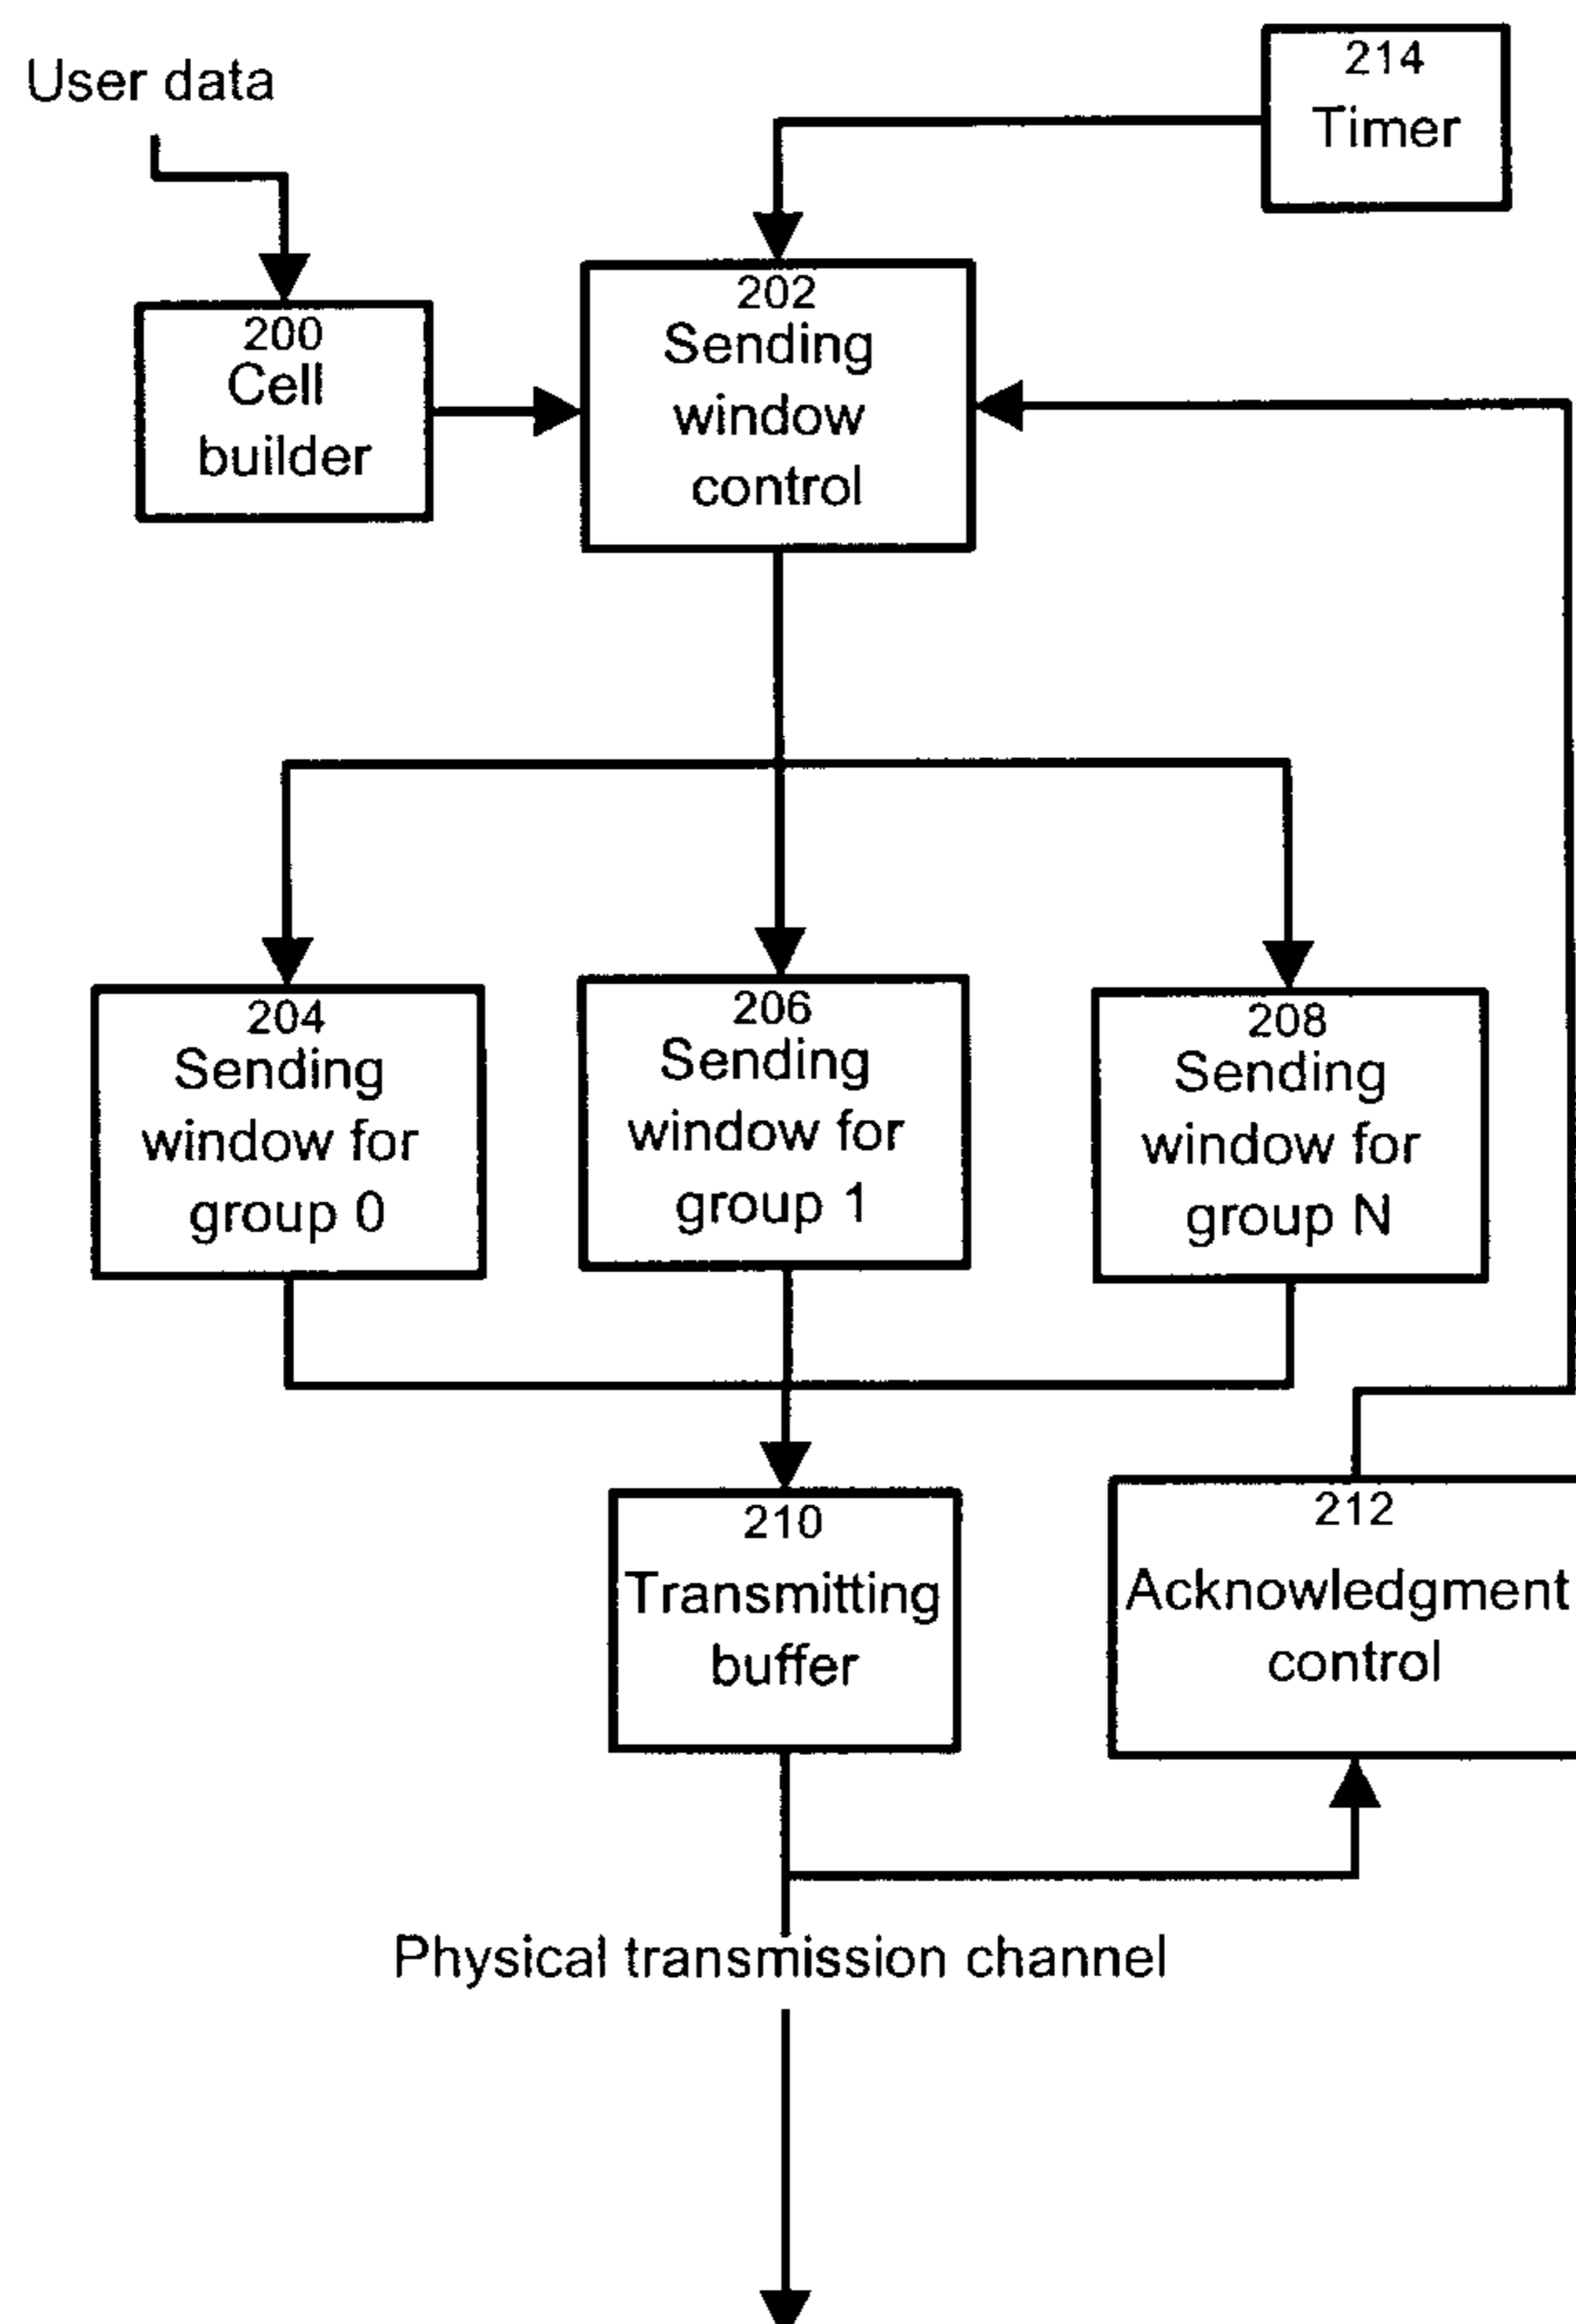 User data
214
Timer
200
Cell
builder
202
Sending
window
control
204
Sending
window for
group 0
206
Sending
window for
group 1
208
Sending
window for
group N
210
Transmitting
buffer
212
Acknowledgment
control
Physical transmission channel